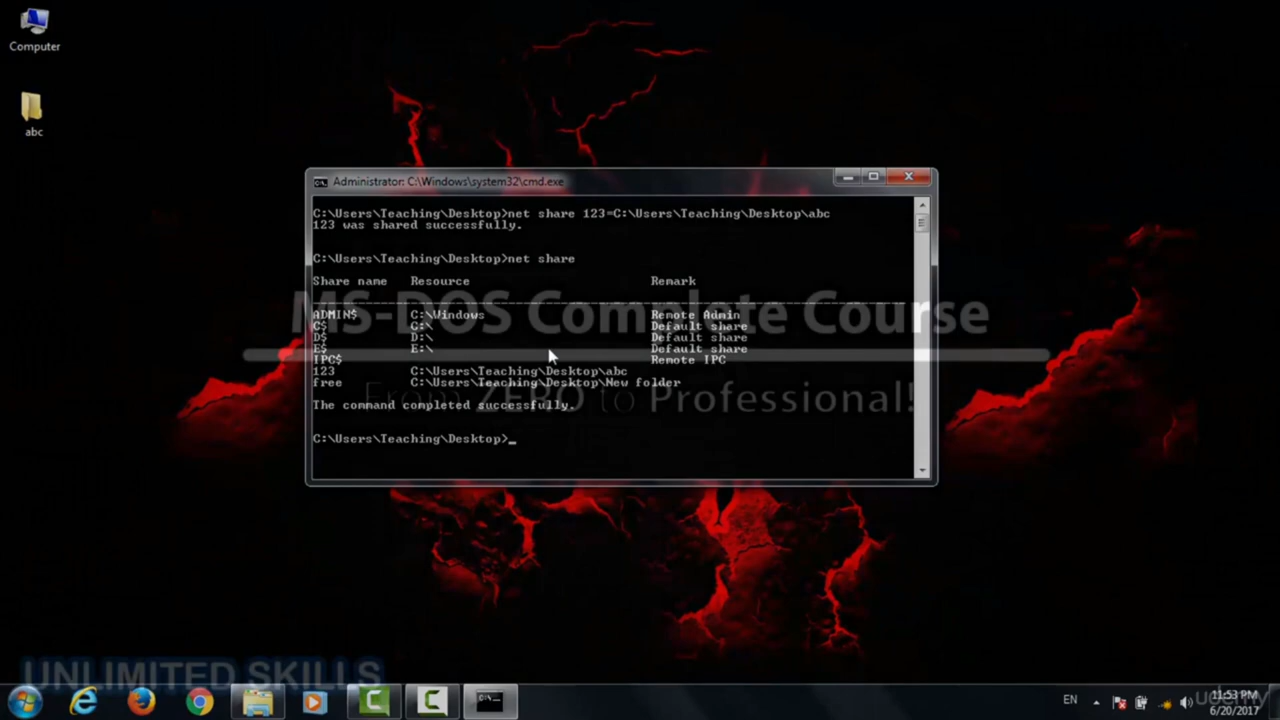 Computer
abc
Administrator: C:\Windows\system32\cmd.exe
C:\Users\Teaching\Desktop>net share 123=C:\Users\Teaching\Desktop\abc
123 was shared successfully.
C:\Users\Teaching\Desktop>net share
Share name Resource Remark
ADMIN$ C:\Windows Remote Admin
C$ C:\ Default share
D$ D:\ Default share
E$ E:\ Default share
IPC$ Remote IPC
123 C:\Users\Teaching\Desktop\abc
free C:\Users\Teaching\Desktop\New folder
The command completed successfully.
C:\Users\Teaching\Desktop>_
MS-DOS Complete Course
From ZERO to Professional!
UNLIMITED SKILLS
EN
11:53 PM
6/20/2017
udemy